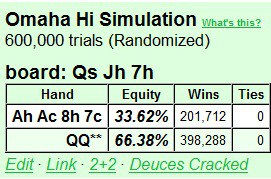 Omaha Hi Simulation What's this?
600,000 trials (Randomized)
board: Qs Jh 7h
Hand Equity Wins Ties
Ah Ac 8h 7c 33.62% 201,712 0
QQ** 66.38% 398,288 0
Edit · Link · 2+2 · Deuces Cracked